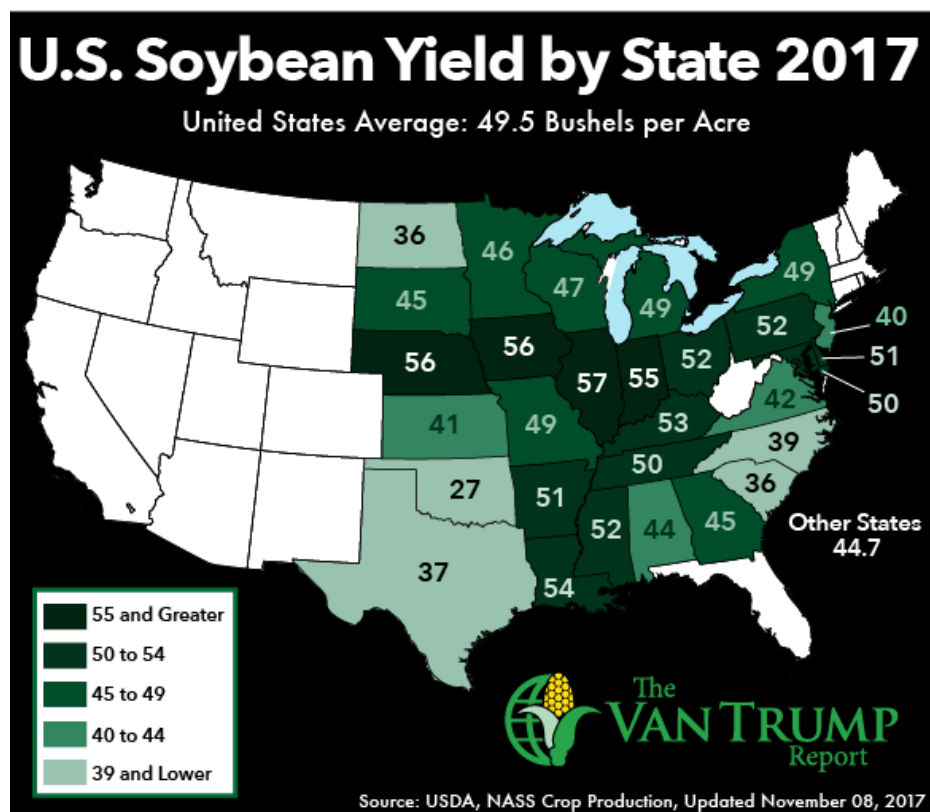 U.S. Soybean Yield by State 2017
United States Average: 49.5 Bushels per Acre
36
46
45
47
49
49
40
52
51
56
56
57
55
52
50
41
49
53
42
39
27
51
50
36
52
44
45
Other States
44.7
37
54
55 and Greater
50 to 54
45 to 49
40 to 44
39 and Lower
The
VAN TRUMP
Report
Source: USDA, NASS Crop Production, Updated November 08, 2017